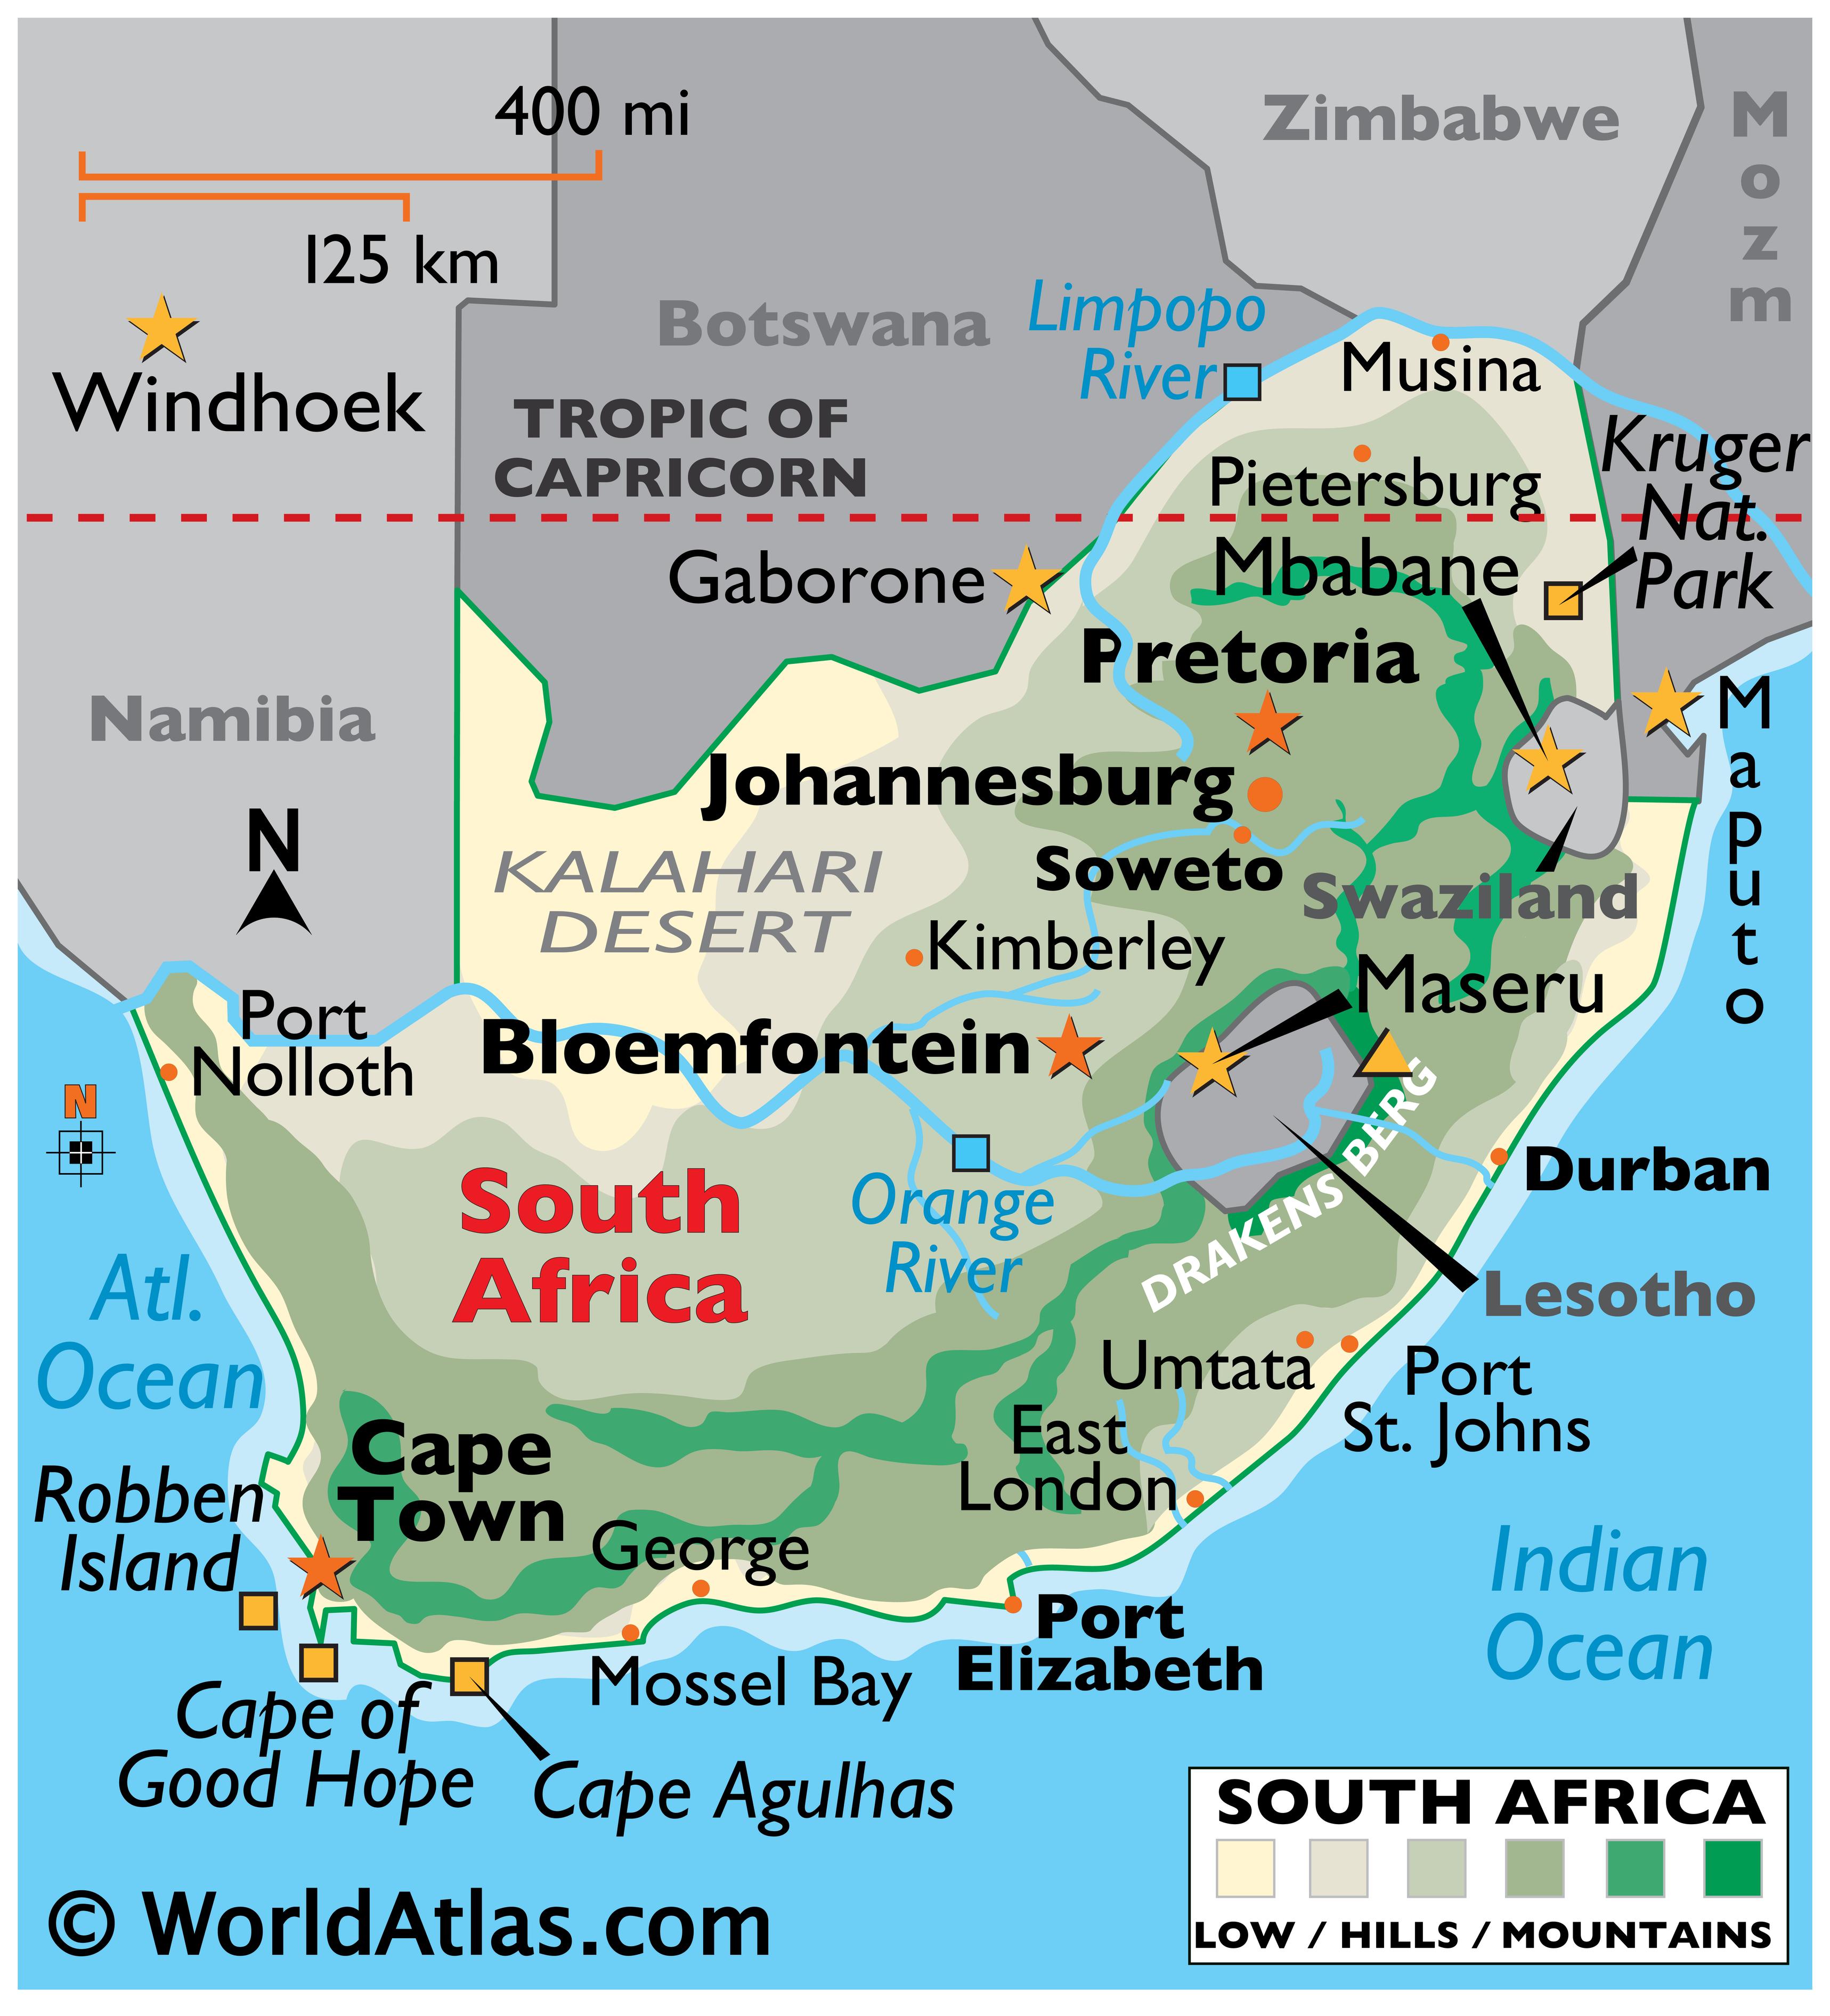 400 mi
125 km
Zimbabwe
Mozm
Windhoek
Botswana
Limpopo
River
Musina
TROPIC OF
CAPRICORN
Pietersburg
Kruger
Nat.
Park
Gaborone
Mbabane
Pretoria
Namibia
Maputo
Johannesburg
Soweto
N
KALAHARI
DESERT
Swaziland
Kimberley
Maseru
Port
Nolloth
Bloemfontein
N
DRAKENSBERG
Durban
South
Africa
Orange
River
Atl.
Ocean
Lesotho
Umtata
Port
St. Johns
East
London
Cape
Town
Robben
Island
George
Indian
Ocean
Port
Elizabeth
Mossel Bay
Cape of
Good Hope
Cape Agulhas
SOUTH AFRICA
LOW / HILLS / MOUNTAINS
© WorldAtlas.com